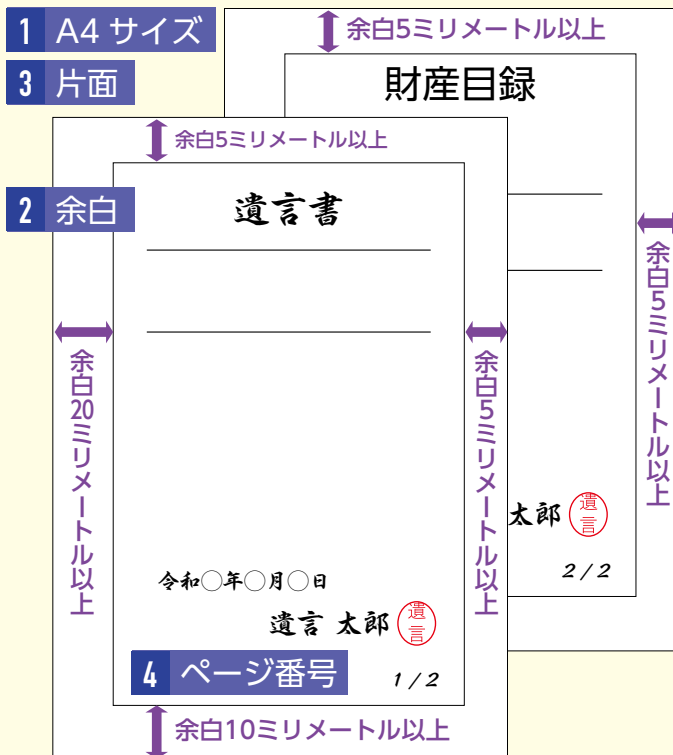 1 A4 サイズ
余白5ミリメートル以上
3 片面
財産目録
余白5ミリメートル以上
2 余白
遺言書
余白5ミリメートル以上
余白20ミリメートル以上
余白5ミリメートル以上
太郎 遺言
2/2
令和○年○月○日
遺言 太郎 遺言
4 ページ番号
1/2
余白10ミリメートル以上